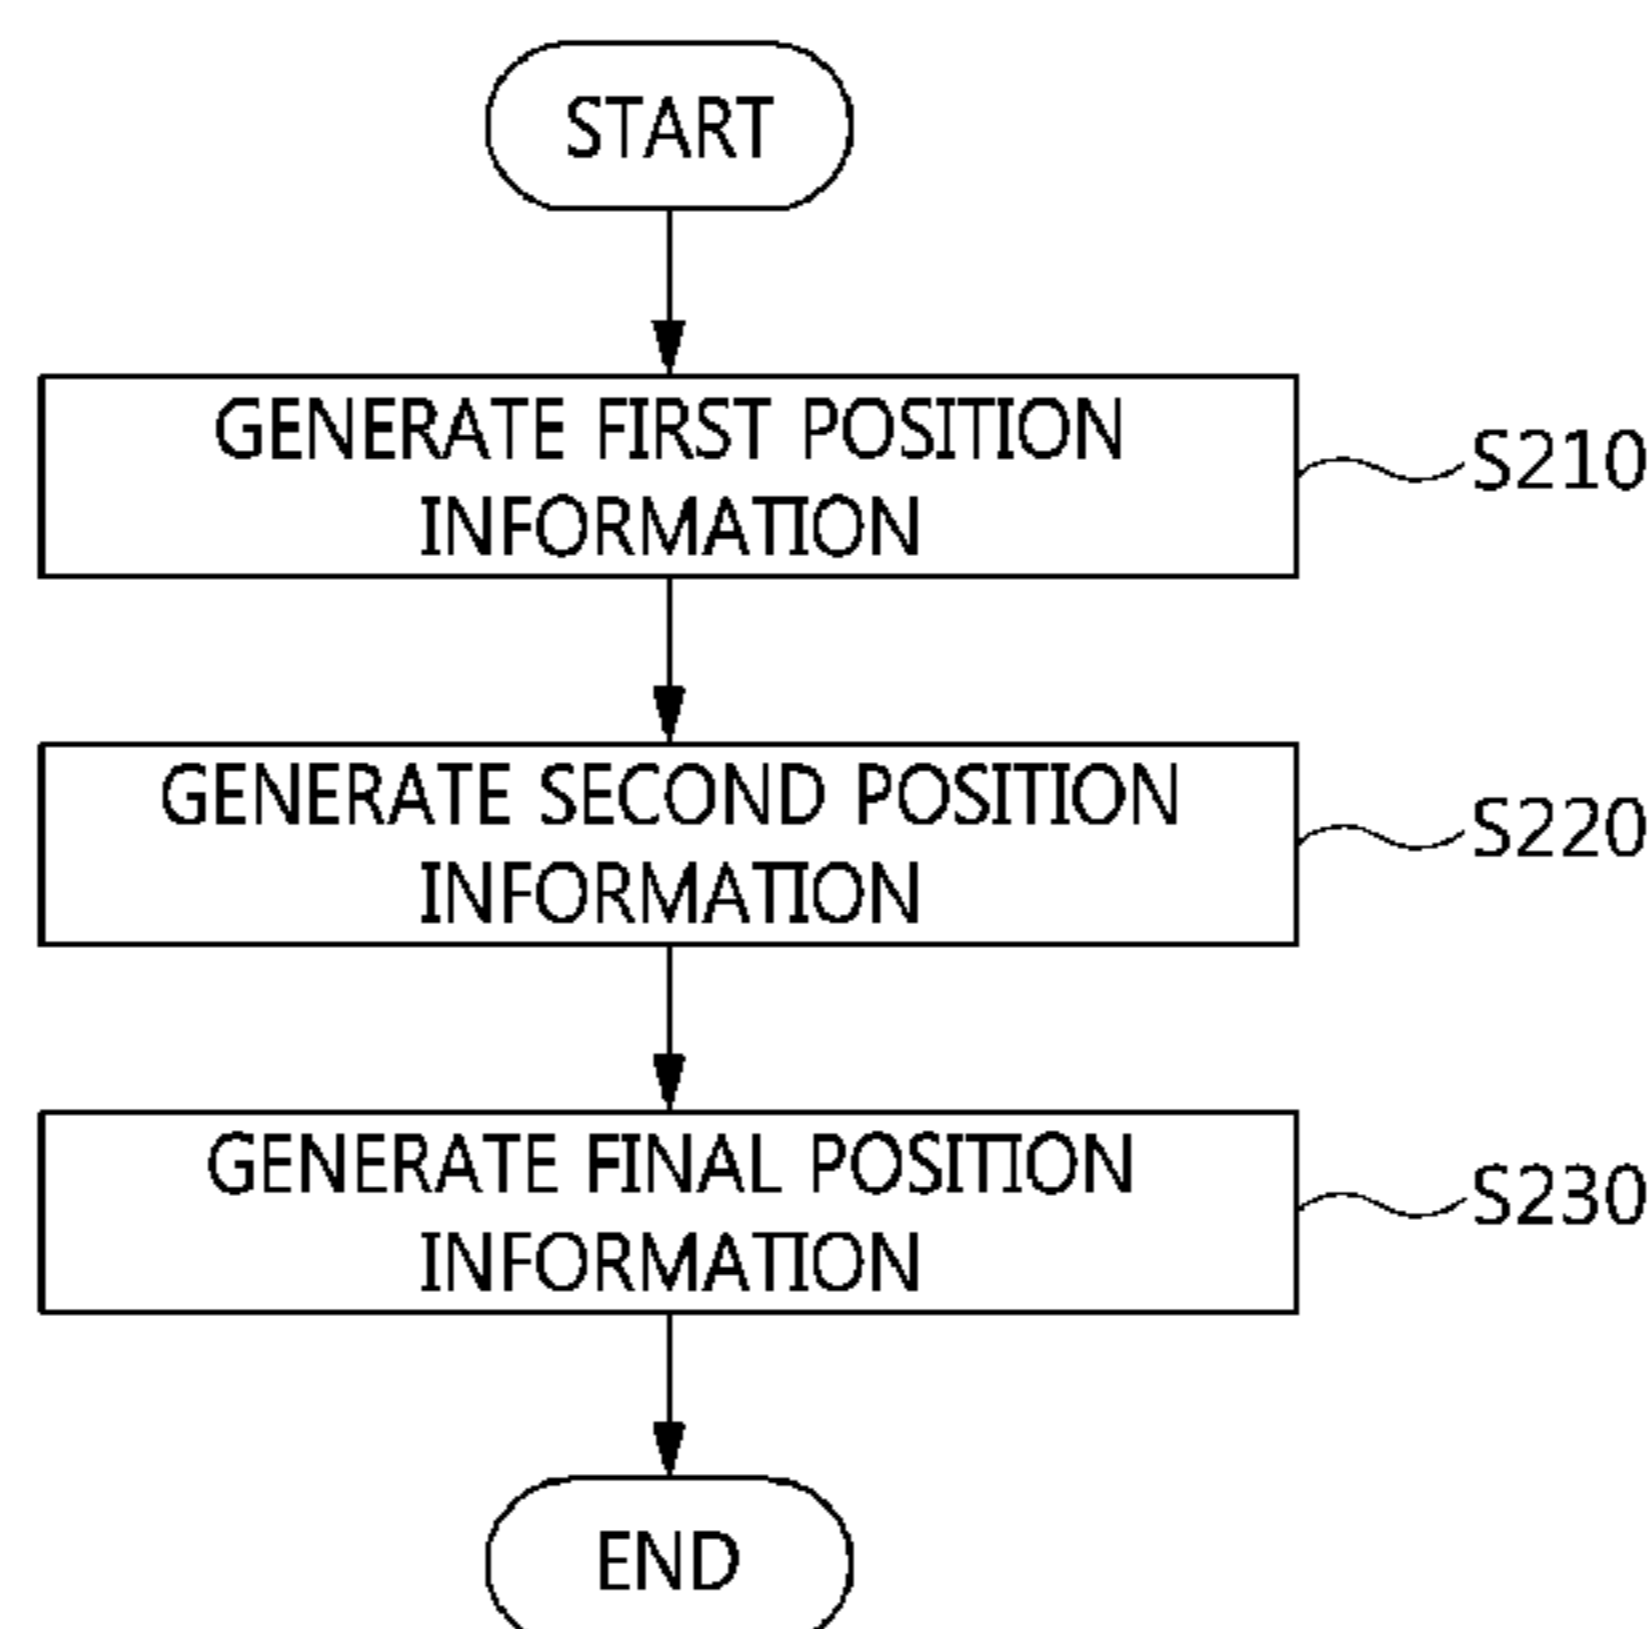 START
GENERATE FIRST POSITION
INFORMATION
S210
GENERATE SECOND POSITION
INFORMATION
S220
GENERATE FINAL POSITION
INFORMATION
S230
END